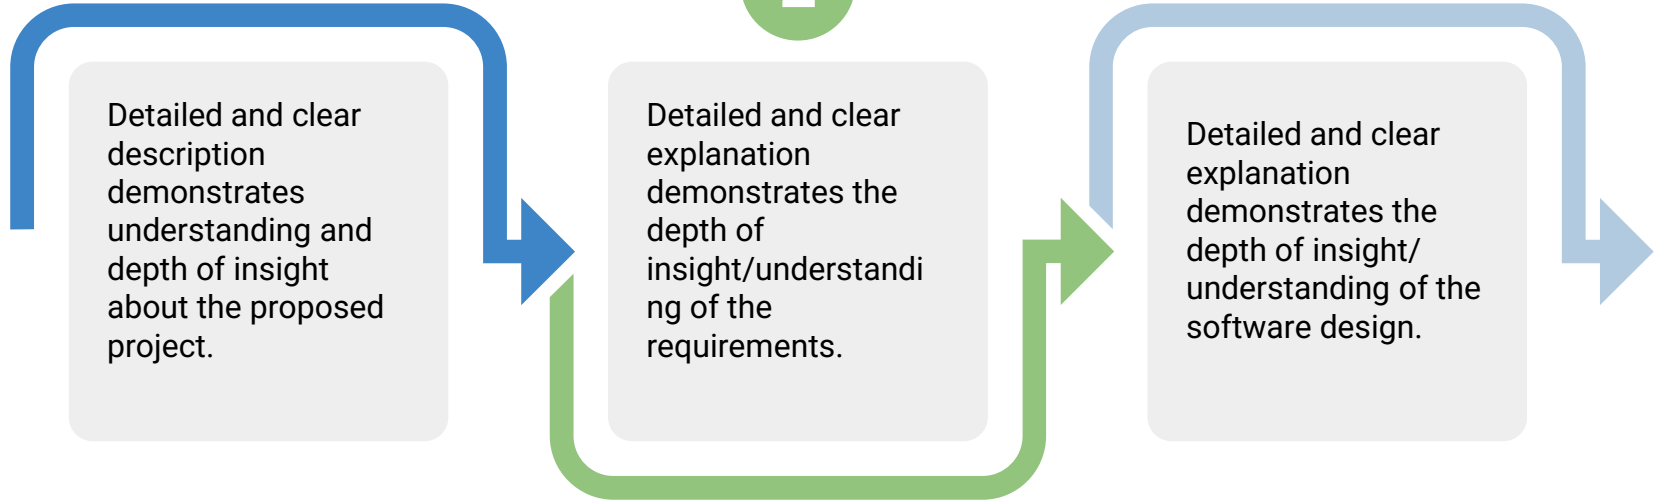 Detailed and clear
description
demonstrates
understanding and
depth of insight
about the proposed
project.
Detailed and clear
explanation
demonstrates the
depth of
insight/understandi
ng of the
requirements.
Detailed and clear
explanation
demonstrates the
depth of insight/
understanding of the
software design.